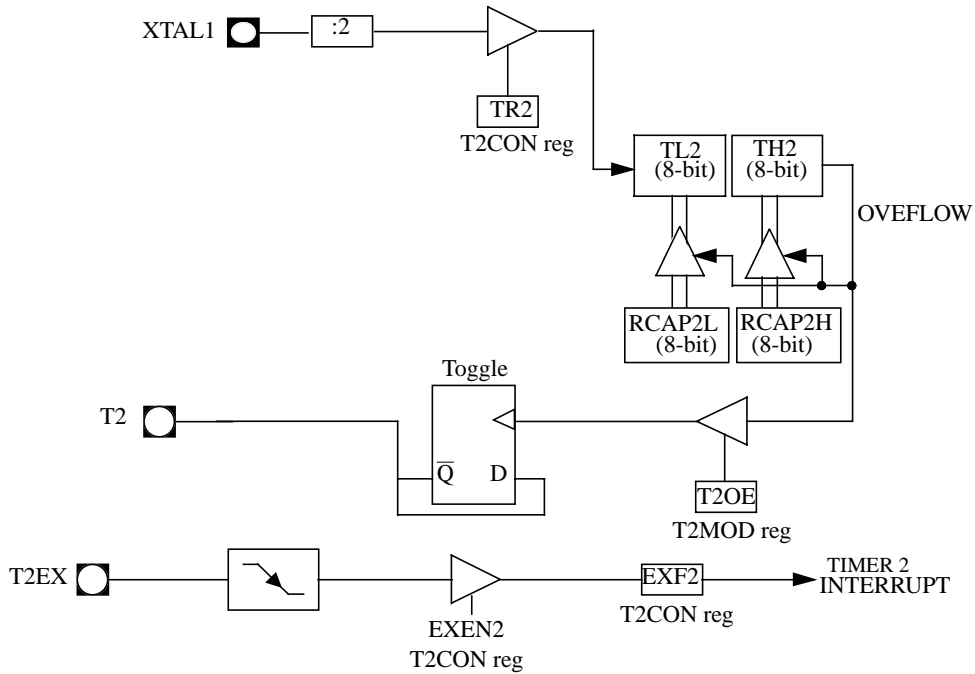 XTAL1
:2
TR2
T2CON reg
TL2
(8-bit)
TH2
(8-bit)
OVEFLOW
RCAP2L
(8-bit)
RCAP2H
(8-bit)
Toggle
T2
Q
D
T2OE
T2MOD reg
T2EX
EXEN2
T2CON reg
EXF2
T2CON reg
TIMER 2
INTERRUPT